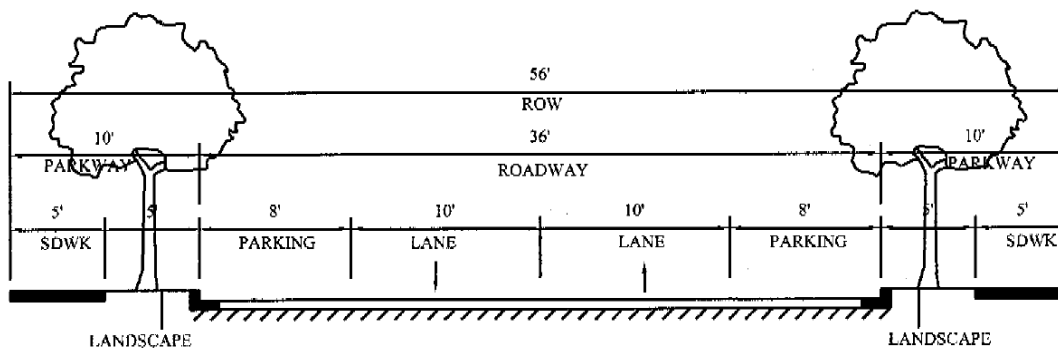 56'
ROW
10' 36' 10'
PARKWAY ROADWAY PARKWAY
5' 5' 8' 10' 10' 8' 5' 5'
SDWK PARKING LANE LANE PARKING SDWK
LANDSCAPE LANDSCAPE